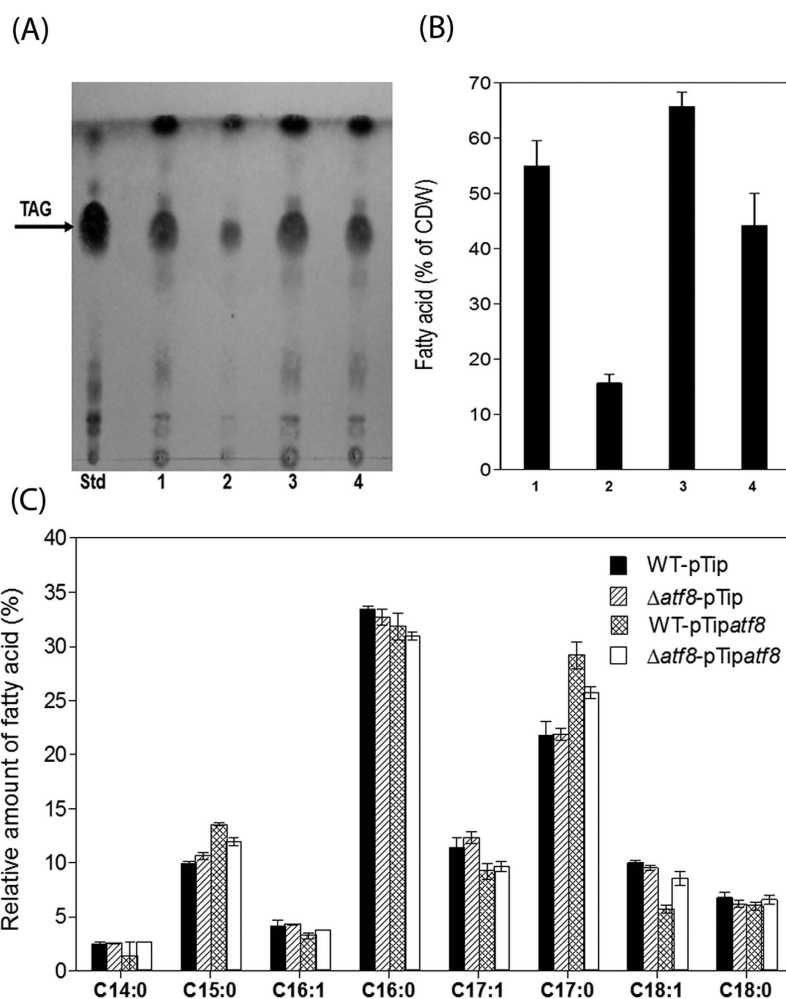 (A)
TAG
Std 1 2 3 4
(B)
Fatty acid (% of CDW)
70
60
50
40
30
20
10
0
1 2 3 4
(C)
Relative amount of fatty acid (%)
40
35
30
25
20
15
10
5
0
WT-pTip
Δatf8-pTip
WT-pTipatf8
Δatf8-pTipatf8
C14:0 C15:0 C16:1 C16:0 C17:1 C17:0 C18:1 C18:0